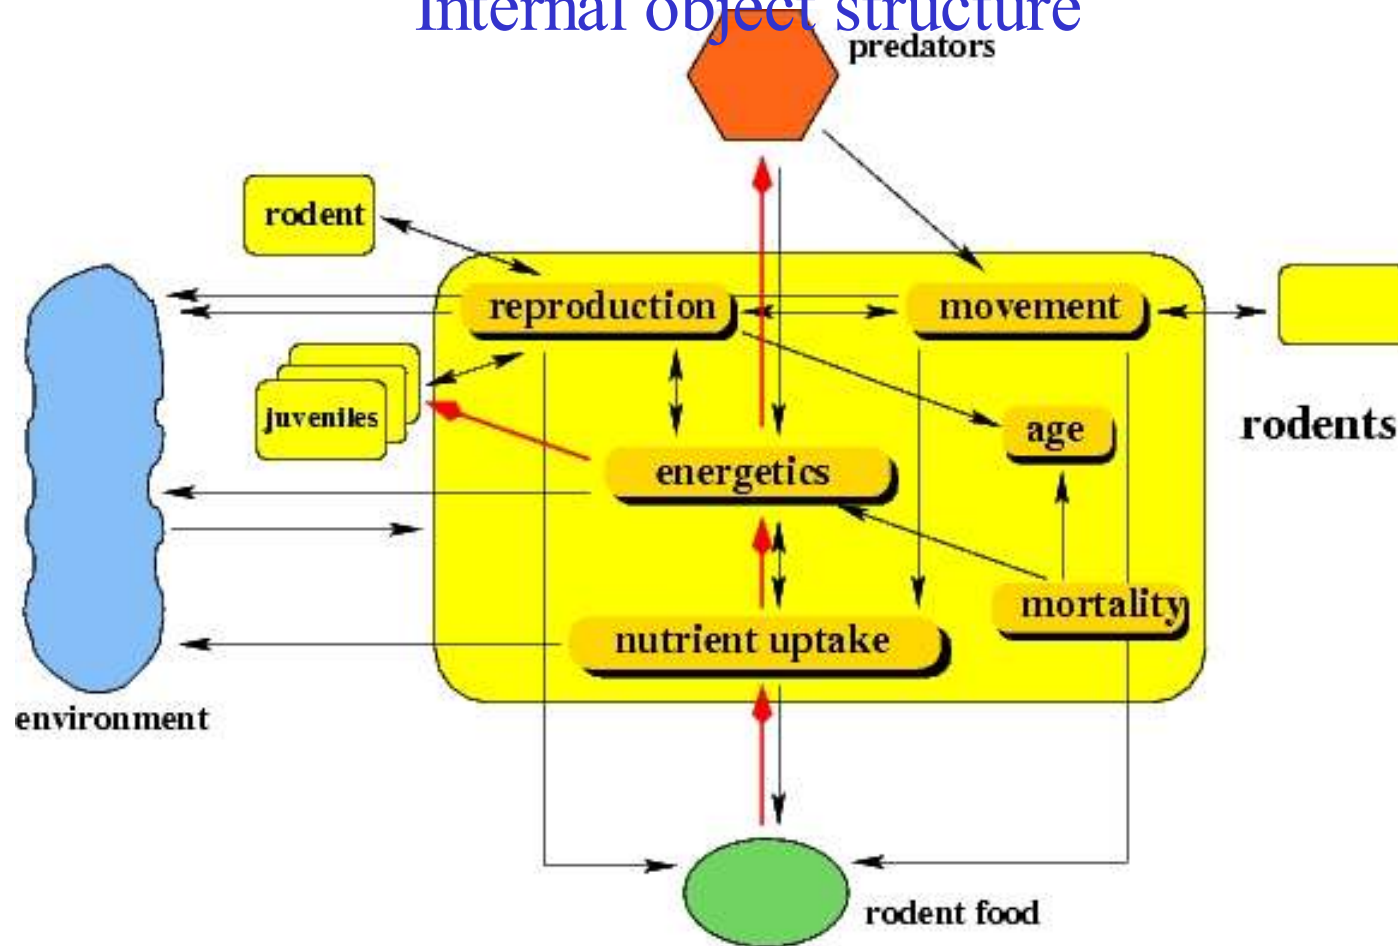 Internal object structure
predators
rodent
reproduction
movement
juveniles
age
rodents
energetics
mortality
nutrient uptake
environment
rodent food